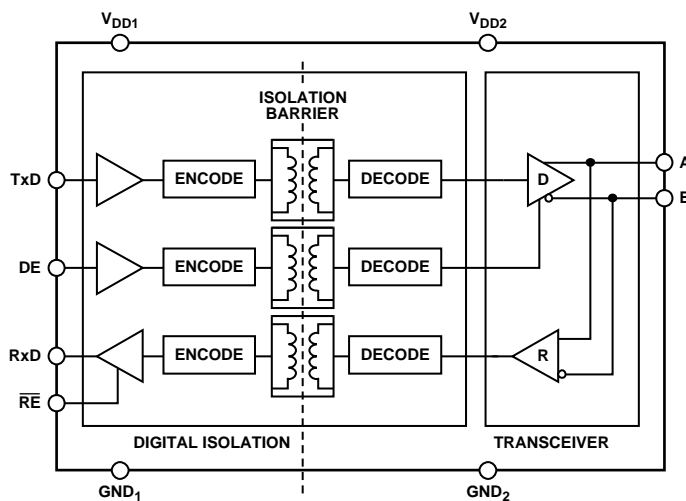 VDD1
VDD2
ISOLATION
BARRIER
TxD
ENCODE
DECODE
D
A
B
DE
ENCODE
DECODE
RxD
ENCODE
DECODE
R
RE
DIGITAL ISOLATION
TRANSCEIVER
GND1
GND2